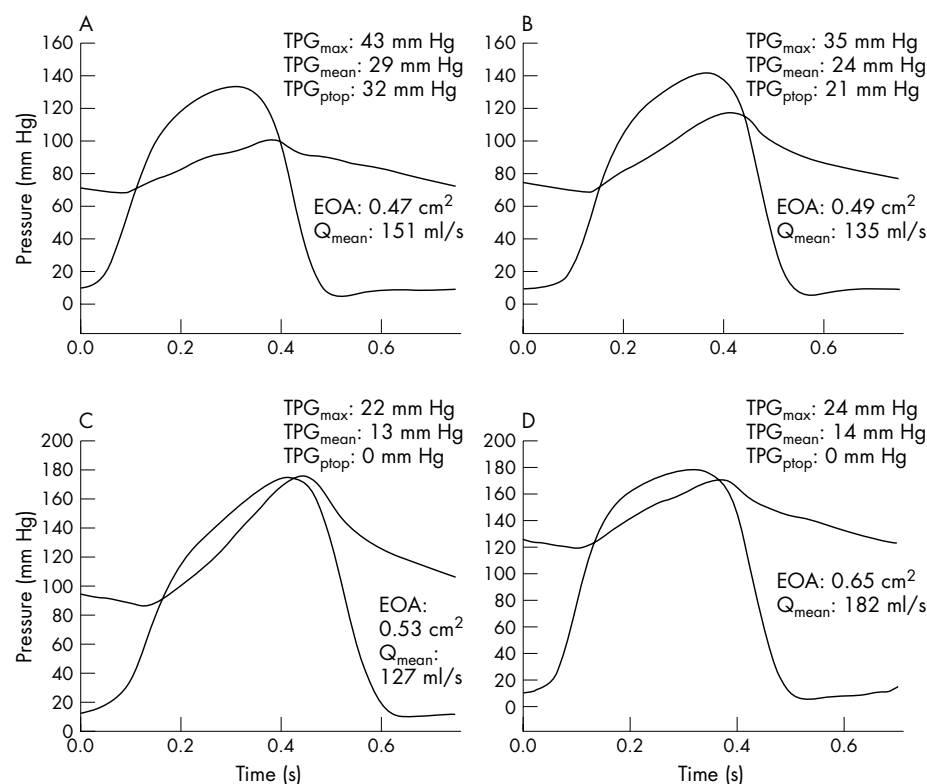 A
TPGmax: 43 mm Hg
TPGmean: 29 mm Hg
TPGptop: 32 mm Hg
160
140
120
100
80
60
40
20
0
Pressure (mm Hg)
EOA: 0.47 cm2
Qmean: 151 ml/s
0.0 0.2 0.4 0.6
B
TPGmax: 35 mm Hg
TPGmean: 24 mm Hg
TPGptop: 21 mm Hg
160
140
120
100
80
60
40
20
0
EOA: 0.49 cm2
Qmean: 135 ml/s
0.0 0.2 0.4 0.6
C
TPGmax: 22 mm Hg
TPGmean: 13 mm Hg
TPGptop: 0 mm Hg
200
180
160
140
120
100
80
60
40
20
0
Pressure (mm Hg)
EOA:
0.53 cm2
Qmean:
127 ml/s
0.0 0.2 0.4 0.6
Time (s)
D
TPGmax: 24 mm Hg
TPGmean: 14 mm Hg
TPGptop: 0 mm Hg
200
180
160
140
120
100
80
60
40
20
0
EOA: 0.65 cm2
Qmean: 182 ml/s
0.0 0.2 0.4 0.6
Time (s)